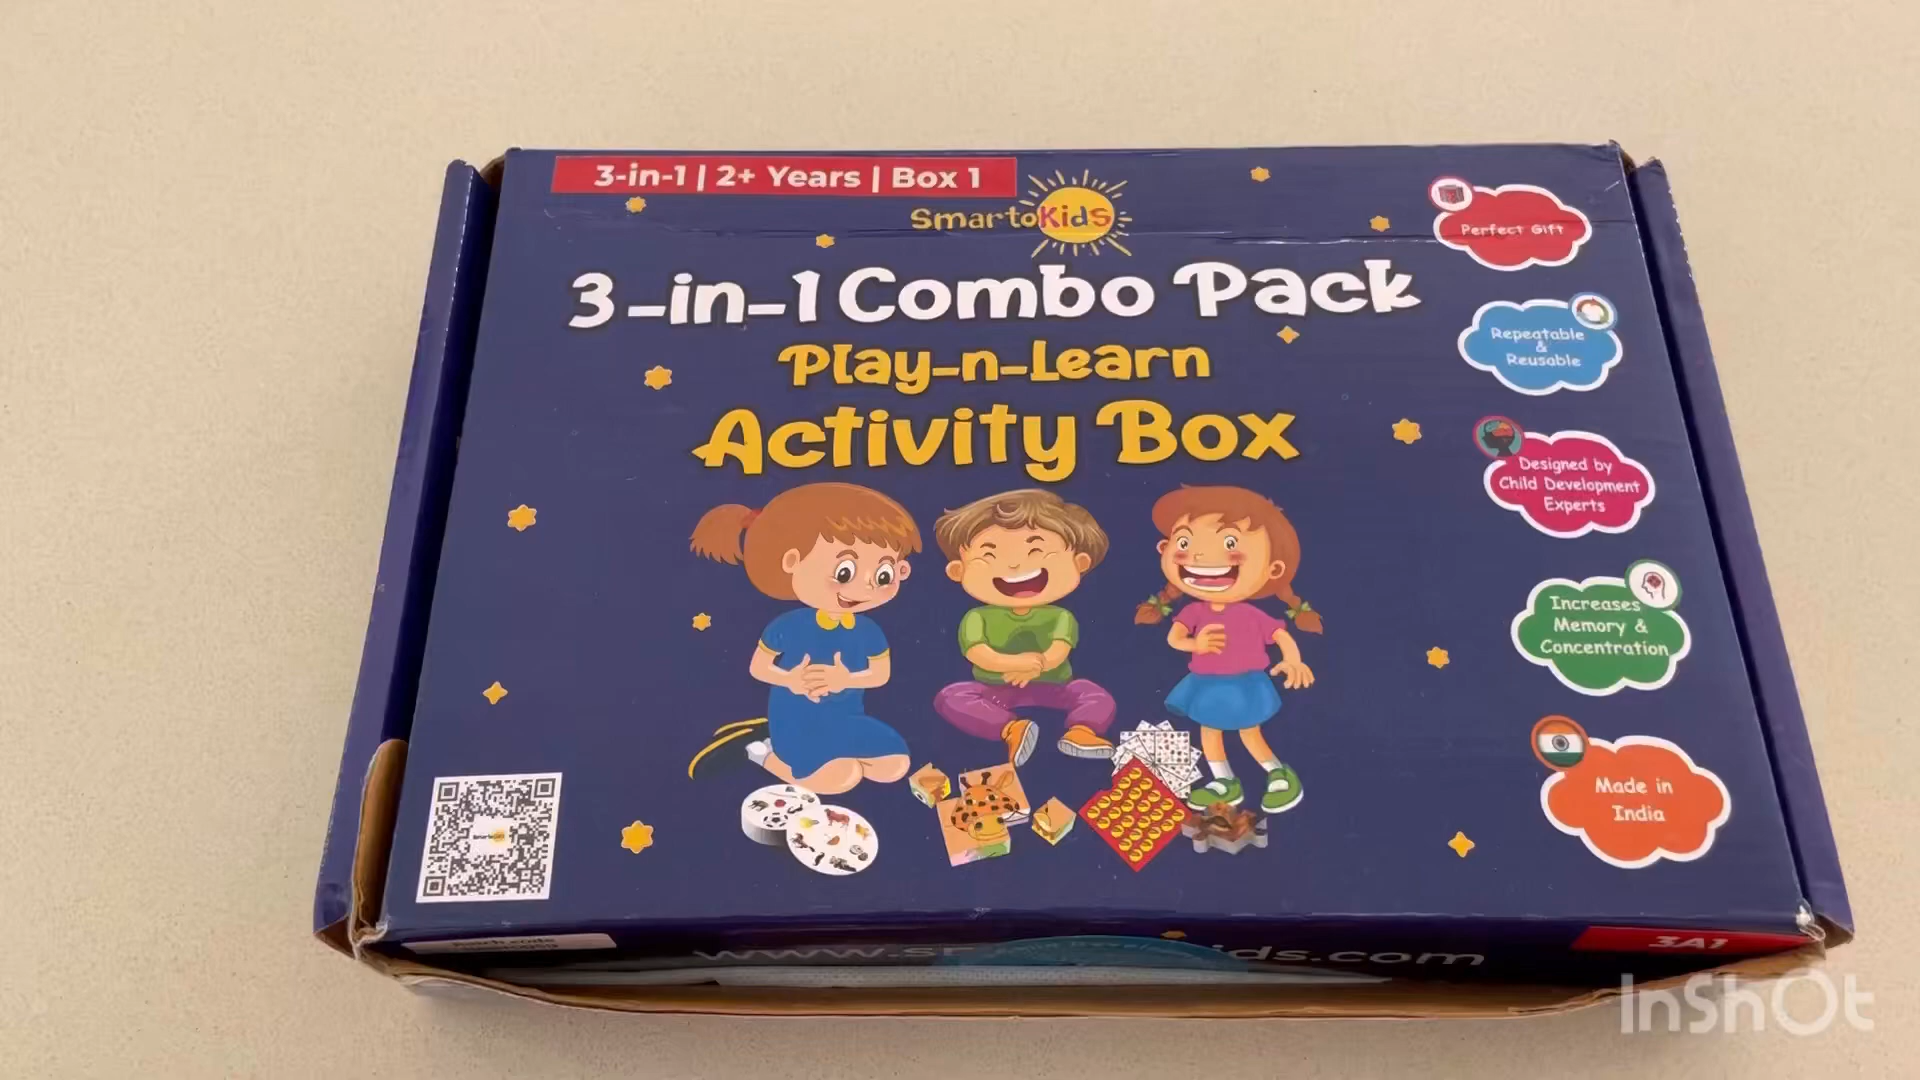 3-in-1 | 2+ Years | Box 1
SmartoKids
3-in-1 Combo Pack
Play-n-Learn
Activity Box
Perfect Gift
Repeatable
&
Reusable
Designed by
Child Development
Experts
Increases
Memory &
Concentration
Made in
India
3A1
InShOt